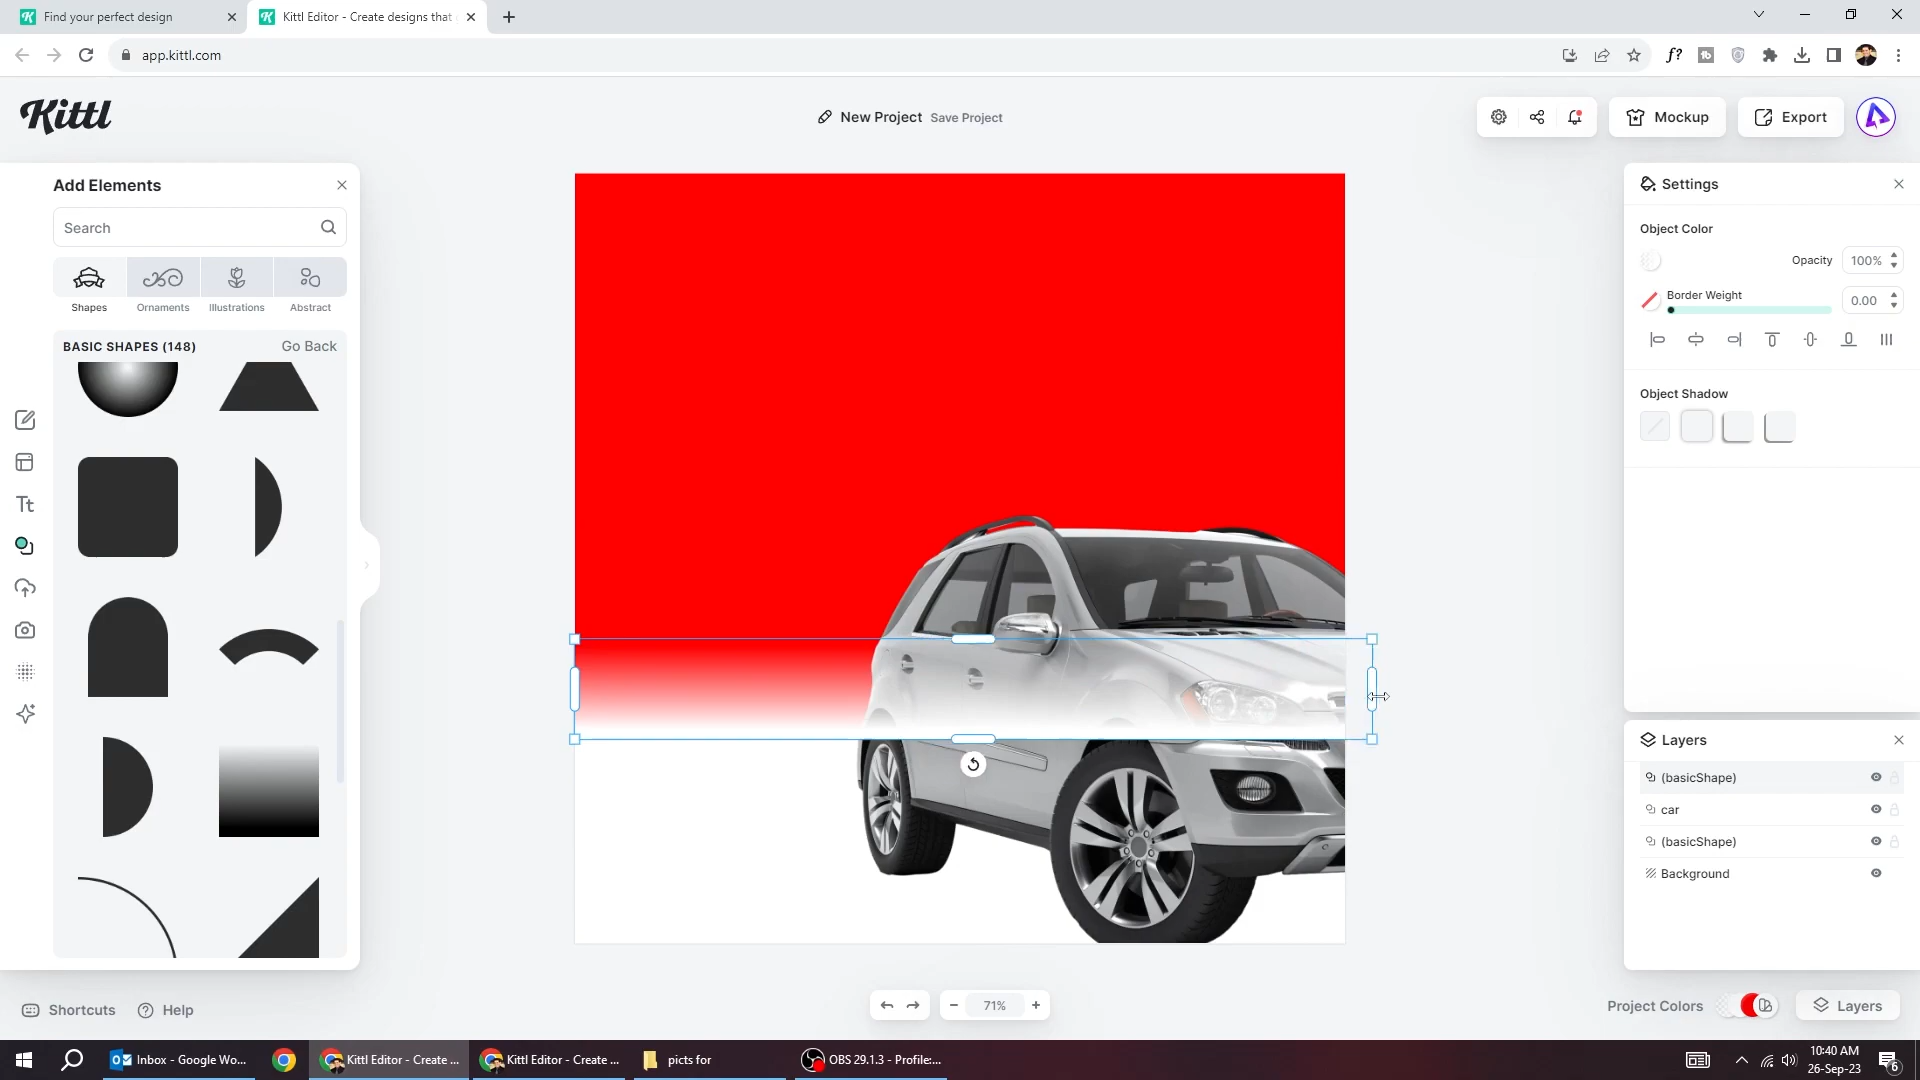 Find your perfect design
Kittl Editor - Create designs that
app.kittl.com
f?
Kittl
New Project Save Project
Mockup
Export
Add Elements
Search
Shapes
Ornaments
Illustrations
Abstract
BASIC SHAPES (148)
Go Back
Tt
Settings
Object Color
Opacity
100%
Border Weight
0.00
Object Shadow
Layers
(basicShape)
car
(basicShape)
Background
Shortcuts
Help
71%
Project Colors
Layers
Inbox - Google Wo...
Kittl Editor - Create ...
Kittl Editor - Create ...
picts for
OBS 29.1.3 - Profile:...
10:40 AM
26-Sep-23
6